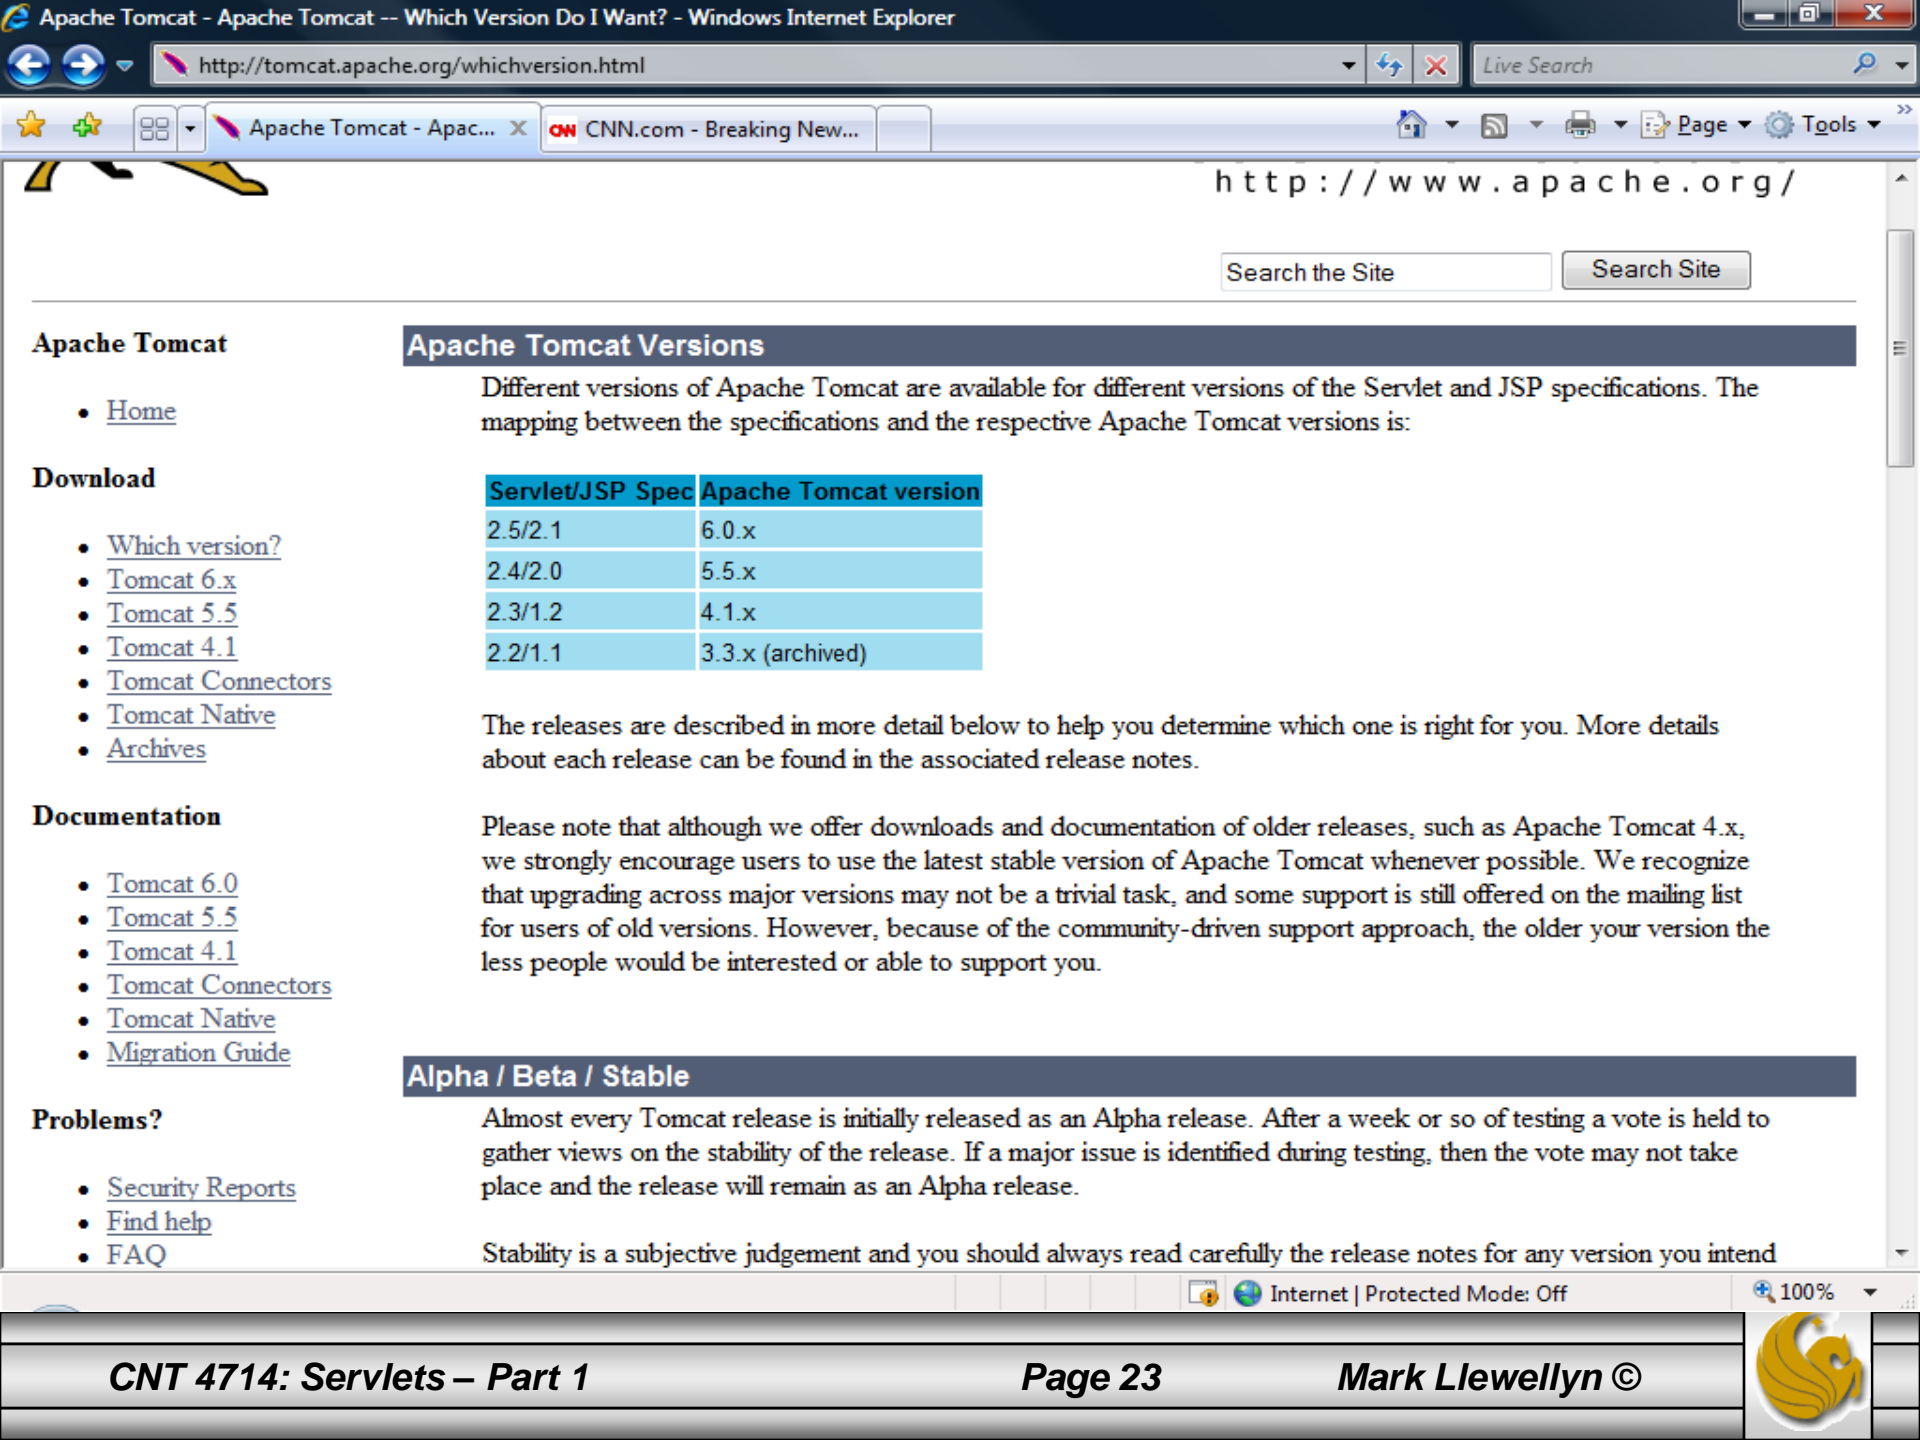 Apache Tomcat - Apache Tomcat -- Which Version Do I Want? - Windows Internet Explorer
http://tomcat.apache.org/whichversion.html
Live Search
Apache Tomcat - Apac...
CNN CNN.com - Breaking New...
Page
Tools
http://www.apache.org/
Search the Site
Search Site
Apache Tomcat
Home
Download
Which version?
Tomcat 6.x
Tomcat 5.5
Tomcat 4.1
Tomcat Connectors
Tomcat Native
Archives
Documentation
Tomcat 6.0
Tomcat 5.5
Tomcat 4.1
Tomcat Connectors
Tomcat Native
Migration Guide
Problems?
Security Reports
Find help
FAQ
Apache Tomcat Versions
Different versions of Apache Tomcat are available for different versions of the Servlet and JSP specifications. The
mapping between the specifications and the respective Apache Tomcat versions is:
Servlet/JSP Spec Apache Tomcat version
2.5/2.1 6.0.x
2.4/2.0 5.5.x
2.3/1.2 4.1.x
2.2/1.1 3.3.x (archived)
The releases are described in more detail below to help you determine which one is right for you. More details
about each release can be found in the associated release notes.
Please note that although we offer downloads and documentation of older releases, such as Apache Tomcat 4.x,
we strongly encourage users to use the latest stable version of Apache Tomcat whenever possible. We recognize
that upgrading across major versions may not be a trivial task, and some support is still offered on the mailing list
for users of old versions. However, because of the community-driven support approach, the older your version the
less people would be interested or able to support you.
Alpha / Beta / Stable
Almost every Tomcat release is initially released as an Alpha release. After a week or so of testing a vote is held to
gather views on the stability of the release. If a major issue is identified during testing, then the vote may not take
place and the release will remain as an Alpha release.
Stability is a subjective judgement and you should always read carefully the release notes for any version you intend
Internet | Protected Mode: Off
100%
CNT 4714: Servlets – Part 1
Page 23
Mark Llewellyn ©